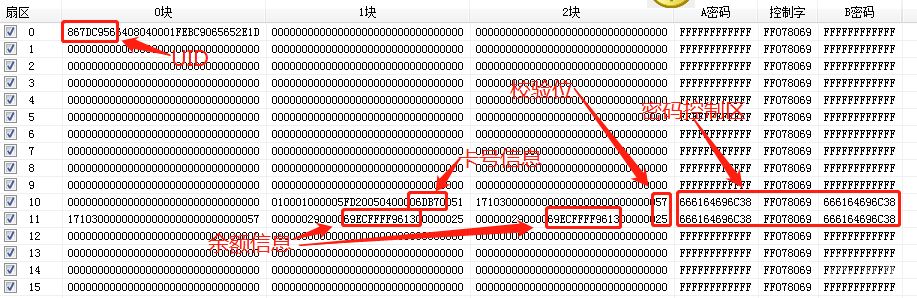 扇区 0块 1块 2块 A密码 控制字 B密码
0 867DC9566408040001FEBC9065652E1D 00000000000000000000000000000000 00000000000000000000000000000000 FFFFFFFFFFFF FF078069 FFFFFFFFFFFF
UID
1 00000000000000000000000000000000 00000000000000000000000000000000 00000000000000000000000000000000 FFFFFFFFFFFF FF078069 FFFFFFFFFFFF
2 00000000000000000000000000000000 00000000000000000000000000000000 00000000000000000000000000000000 FFFFFFFFFFFF FF078069 FFFFFFFFFFFF
3 00000000000000000000000000000000 00000000000000000000000000000000 00000000000000000000000000000000 FFFFFFFFFFFF FF078069 FFFFFFFFFFFF
4 00000000000000000000000000000000 00000000000000000000000000000000 00000000000000000000000000000000 FFFFFFFFFFFF FF078069 FFFFFFFFFFFF
校验位
5 00000000000000000000000000000000 00000000000000000000000000000000 00000000000000000000000000000000 FFFFFFFFFFFF FF078069 FFFFFFFFFFFF
密码控制区
6 00000000000000000000000000000000 00000000000000000000000000000000 00000000000000000000000000000000 FFFFFFFFFFFF FF078069 FFFFFFFFFFFF
7 00000000000000000000000000000000 00000000000000000000000000000000 00000000000000000000000000000000 FFFFFFFFFFFF FF078069 FFFFFFFFFFFF
卡号信息
8 00000000000000000000000000000000 00000000000000000000000000000000 00000000000000000000000000000000 FFFFFFFFFFFF FF078069 FFFFFFFFFFFF
9 00000000000000000000000000000000 00000000000000000000000000000000 00000000000000000000000000000000 FFFFFFFFFFFF FF078069 FFFFFFFFFFFF
10 00000000000000000000000000000000 010001000005FD20050400006DB70051 17103000000000000000000000000057 666164696C38 FF078069 666164696C38
11 17103000000000000000000000000057 00000029000069ECFFFF961300000025 00000029000069ECFFFF961300000025 666164696C38 FF078069 666164696C38
余额信息
12 00000000000000000000000000000000 00000000000000000000000000000000 00000000000000000000000000000000 FFFFFFFFFFFF FF078069 FFFFFFFFFFFF
13 00000000000000000000000000000000 00000000000000000000000000000000 00000000000000000000000000000000 FFFFFFFFFFFF FF078069 FFFFFFFFFFFF
14 00000000000000000000000000000000 00000000000000000000000000000000 00000000000000000000000000000000 FFFFFFFFFFFF FF078069 FFFFFFFFFFFF
15 00000000000000000000000000000000 00000000000000000000000000000000 00000000000000000000000000000000 FFFFFFFFFFFF FF078069 FFFFFFFFFFFF